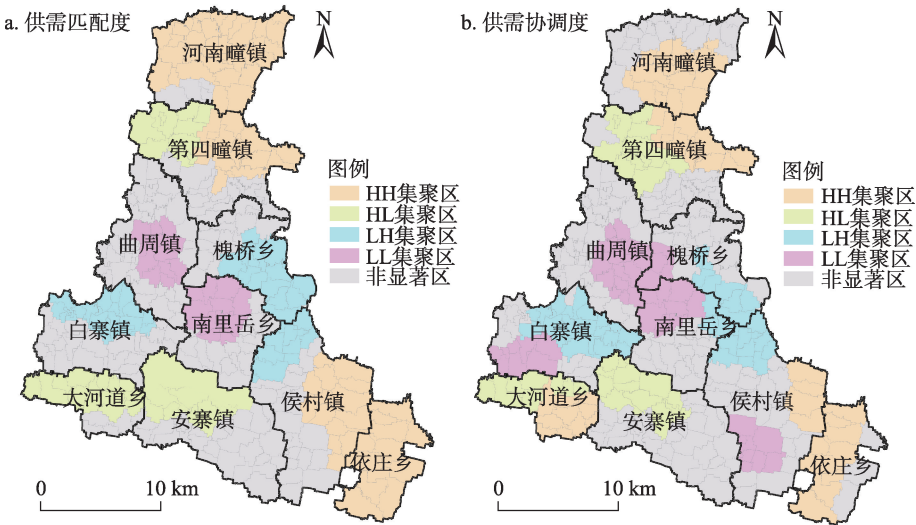 a. 供需匹配度
N
河南疃镇
第四疃镇
曲周镇
槐桥乡
南里岳乡
白寨镇
大河道乡
安寨镇
侯村镇
依庄乡
图例
HH集聚区
HL集聚区
LH集聚区
LL集聚区
非显著区
0 10 km
b. 供需协调度
N
河南疃镇
第四疃镇
曲周镇
槐桥乡
南里岳乡
白寨镇
大河道乡
安寨镇
侯村镇
依庄乡
图例
HH集聚区
HL集聚区
LH集聚区
LL集聚区
非显著区
0 10 km